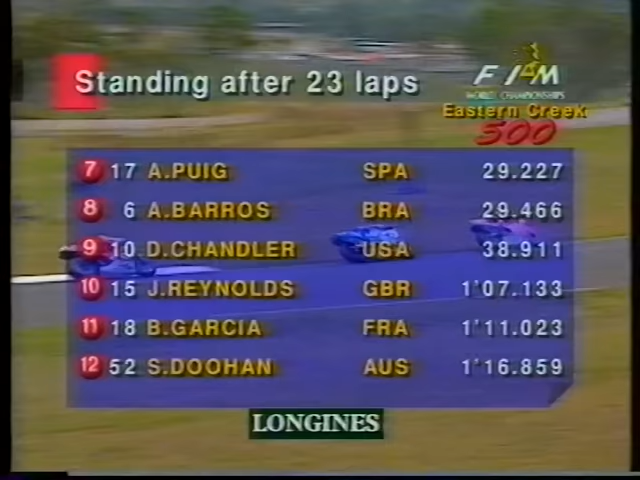 Standing after 23 laps
FIM
WORLD CHAMPIONSHIPS
Eastern Creek
500
7 17 A.PUIG SPA 29.227
8 6 A.BARROS BRA 29.466
9 10 D.CHANDLER USA 38.911
10 15 J.REYNOLDS GBR 1'07.133
11 18 B.GARCIA FRA 1'11.023
12 52 S.DOOHAN AUS 1'16.859
LONGINES